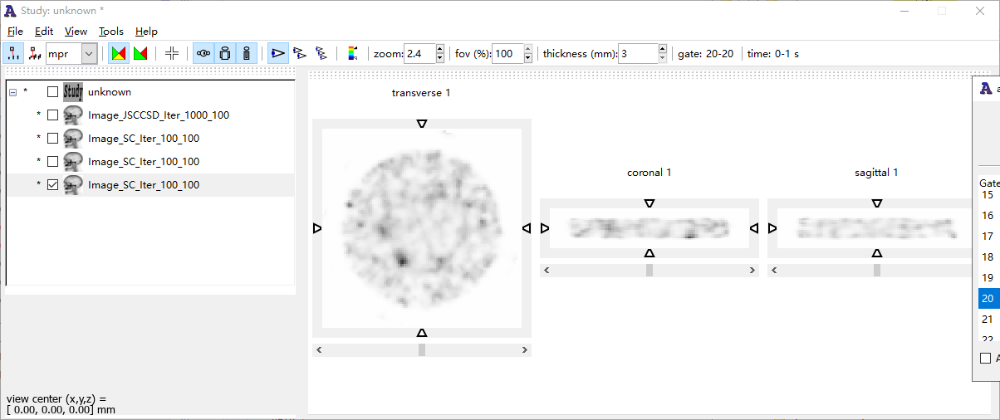 Study: unknown *
File Edit View Tools Help
mpr zoom: 2.4 fov (%): 100 thickness (mm): 3 gate: 20-20 time: 0-1 s
* Study unknown
* Image_JSCCSD_Iter_1000_100
* Image_SC_Iter_100_100
* Image_SC_Iter_100_100
* Image_SC_Iter_100_100
view center (x,y,z) =
[ 0.00, 0.00, 0.00] mm
transverse 1
coronal 1
sagittal 1
Gate
15
16
17
18
19
20
21
22